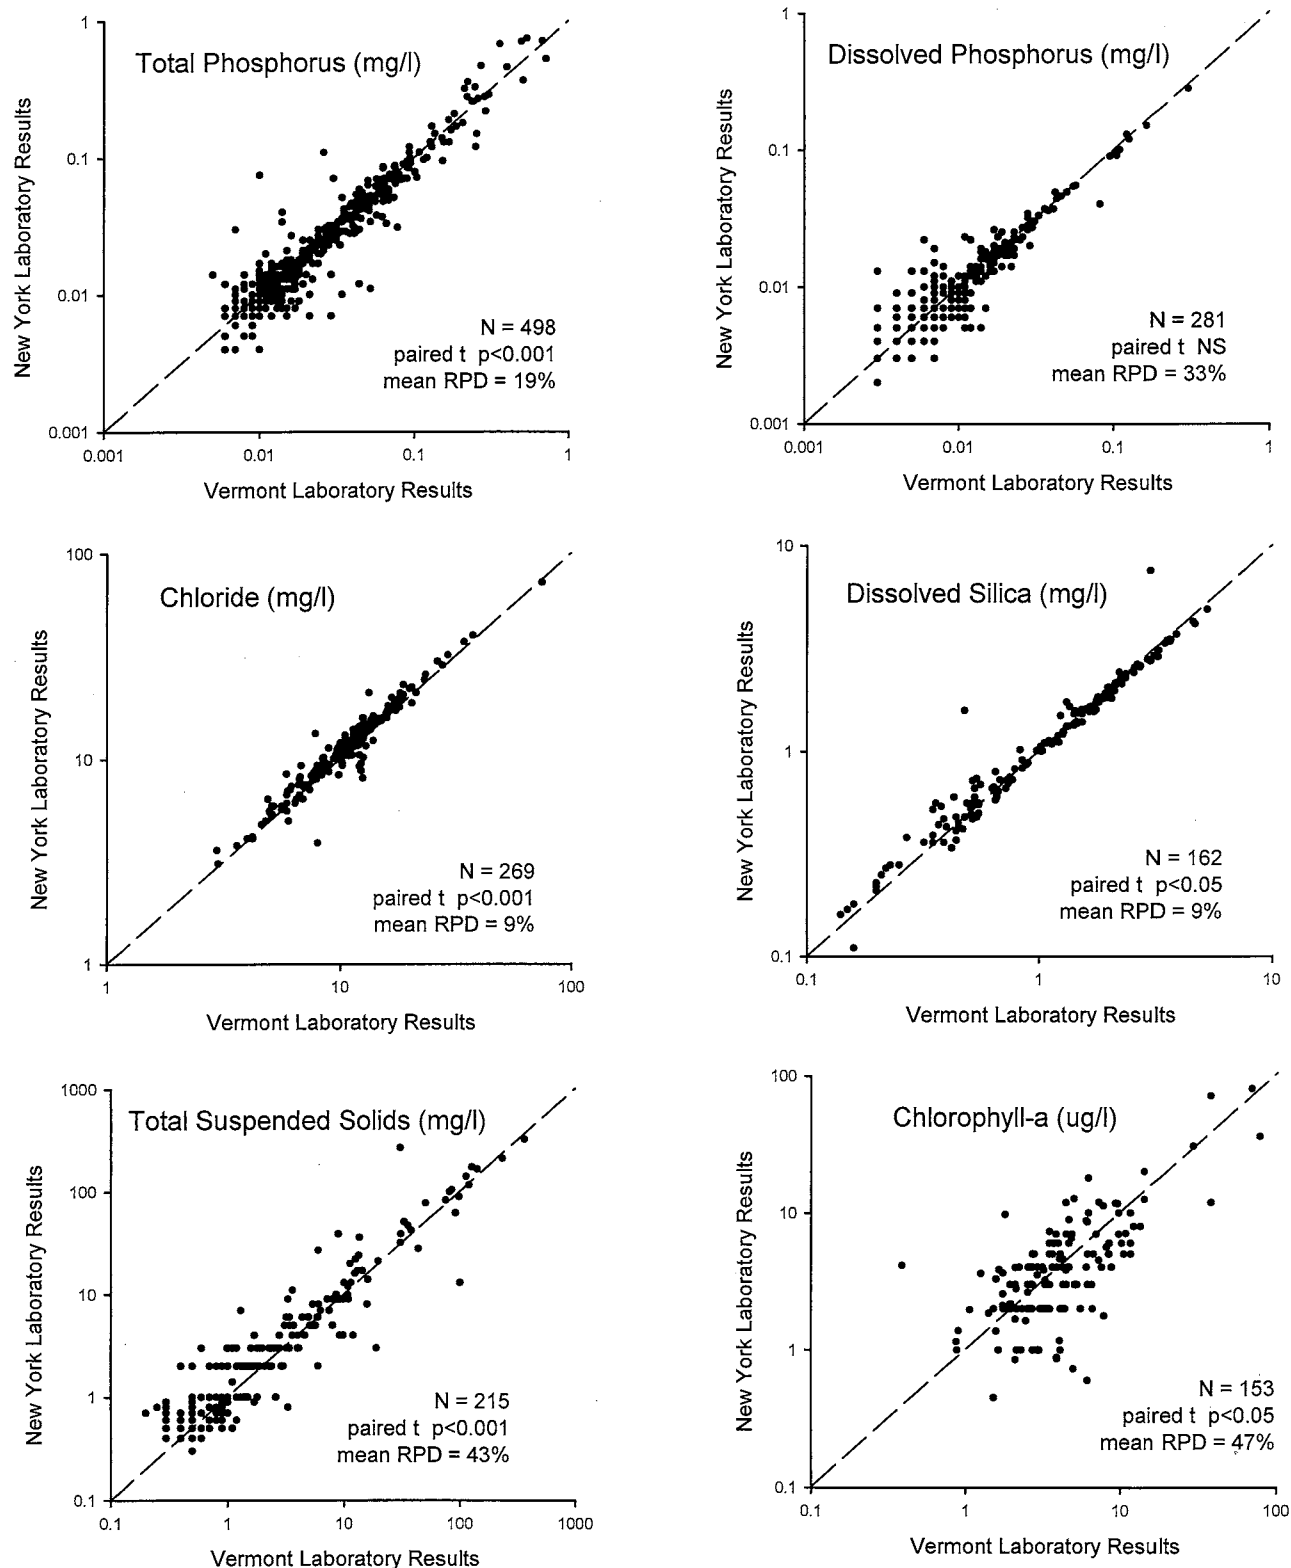 Total Phosphorus (mg/l)
New York Laboratory Results
1
0.1
0.01
0.001
N = 498
paired t p<0.001
mean RPD = 19%
0.001
0.01
0.1
1
Vermont Laboratory Results
Dissolved Phosphorus (mg/l)
New York Laboratory Results
1
0.1
0.01
0.001
N = 281
paired t NS
mean RPD = 33%
0.001
0.01
0.1
1
Vermont Laboratory Results
Chloride (mg/l)
New York Laboratory Results
100
10
1
N = 269
paired t p<0.001
mean RPD = 9%
1
10
100
Vermont Laboratory Results
Dissolved Silica (mg/l)
New York Laboratory Results
10
1
0.1
N = 162
paired t p<0.05
mean RPD = 9%
0.1
1
10
Vermont Laboratory Results
Total Suspended Solids (mg/l)
New York Laboratory Results
1000
100
10
1
0.1
N = 215
paired t p<0.001
mean RPD = 43%
0.1
1
10
100
1000
Vermont Laboratory Results
Chlorophyll-a (ug/l)
New York Laboratory Results
100
10
1
0.1
N = 153
paired t p<0.05
mean RPD = 47%
0.1
1
10
100
Vermont Laboratory Results